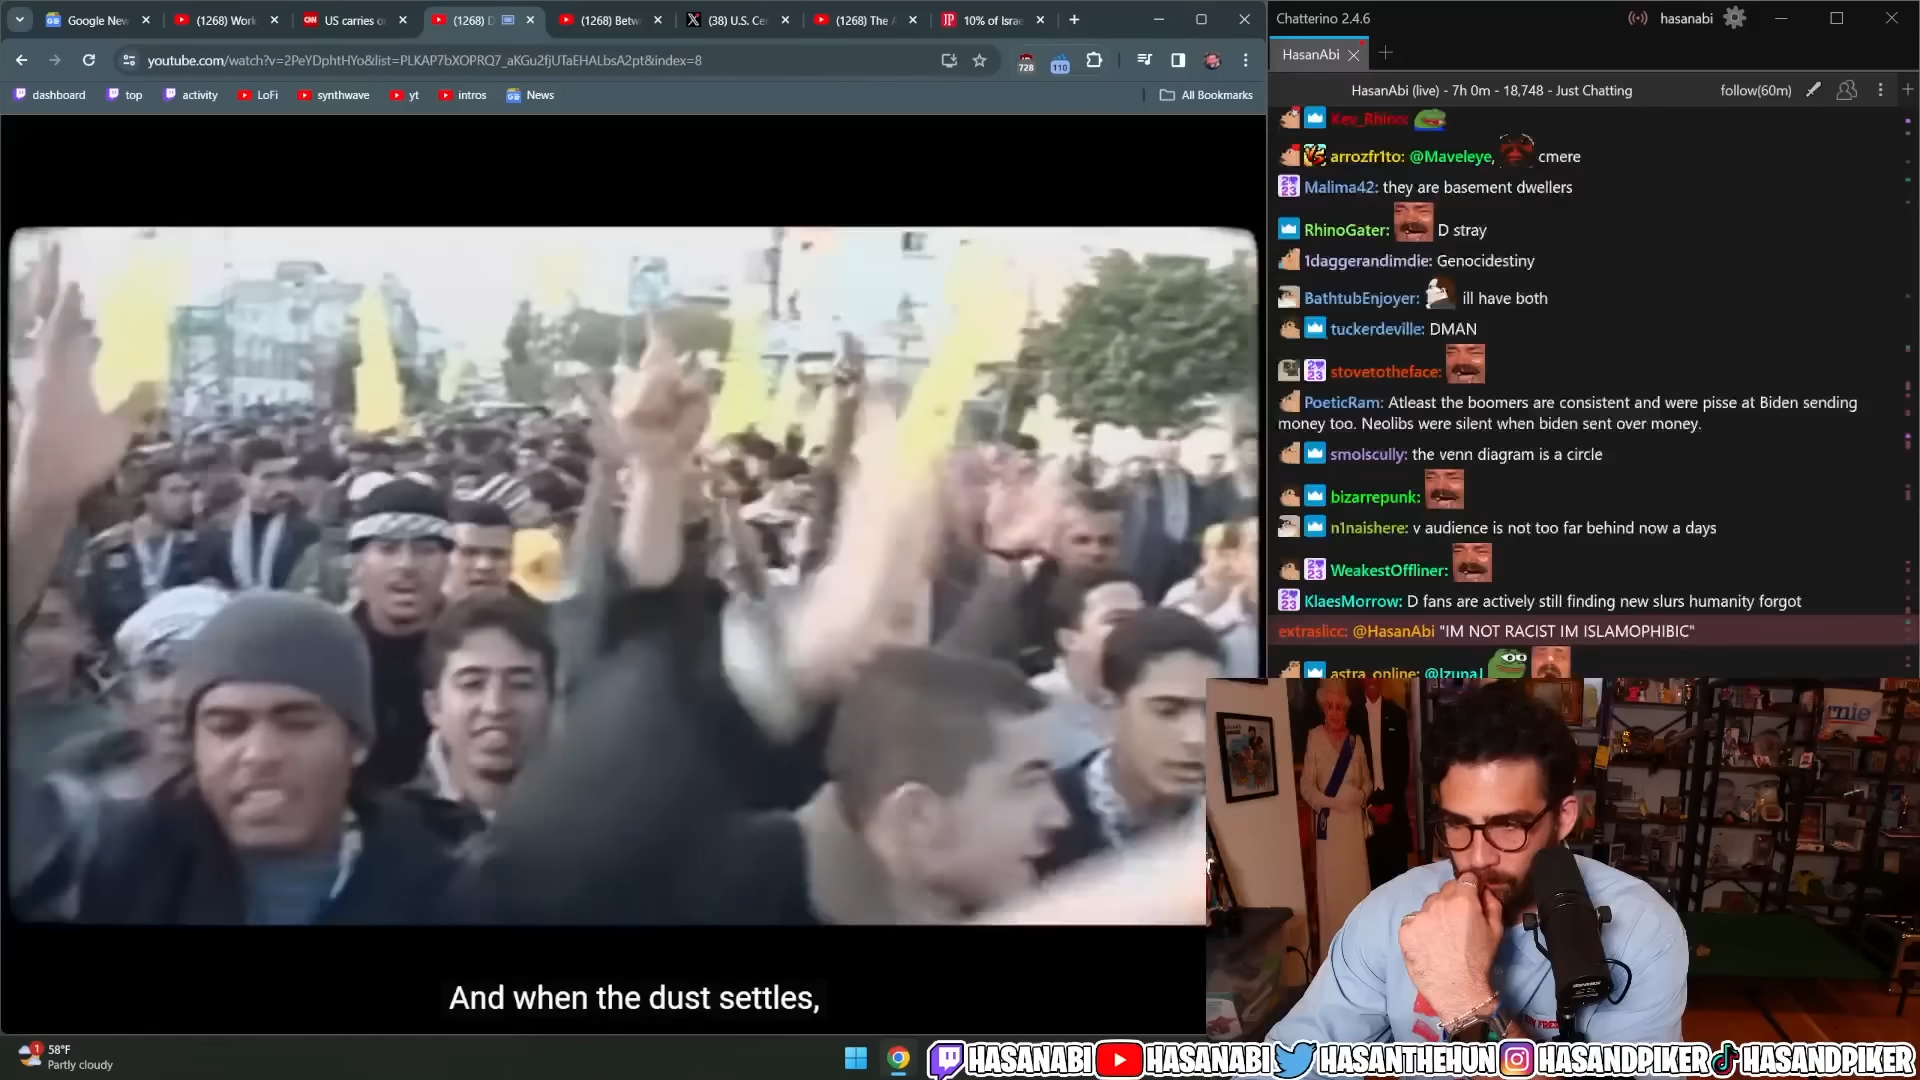 Google New
(1268) Work
US carries o
(1268) D
(1268) Betw
(38) U.S. Ce
(1268) The
10% of Israe
youtube.com/watch?v=2PeYDphtHYo&list=PLKAP7bXOPRQ7_aKGu2fjUTaEHALbsA2pt&index=8
728
110
dashboard
top
activity
LoFi
synthwave
yt
intros
News
All Bookmarks
And when the dust settles,
1
58°F
Partly cloudy
Chatterino 2.4.6
hasanabi
HasanAbi
HasanAbi (live) - 7h 0m - 18,748 - Just Chatting
follow(60m)
Kev_Rhino:
arrozfr1to: @Maveleye, cmere
Malima42: they are basement dwellers
RhinoGater: D stray
1daggerandimdie: Genocidestiny
BathtubEnjoyer: ill have both
tuckerdeville: DMAN
stovetotheface:
PoeticRam: Atleast the boomers are consistent and were pisse at Biden sending
money too. Neolibs were silent when biden sent over money.
smolscully: the venn diagram is a circle
bizarrepunk:
n1naishere: v audience is not too far behind now a days
WeakestOffliner:
KlaesMorrow: D fans are actively still finding new slurs humanity forgot
extraslicc: @HasanAbi "IM NOT RACIST IM ISLAMOPHIBIC"
astra_online: @IzunaJ
HASANABI HASANABI HASANTHEHUN HASANDPIKER HASANDPIKER